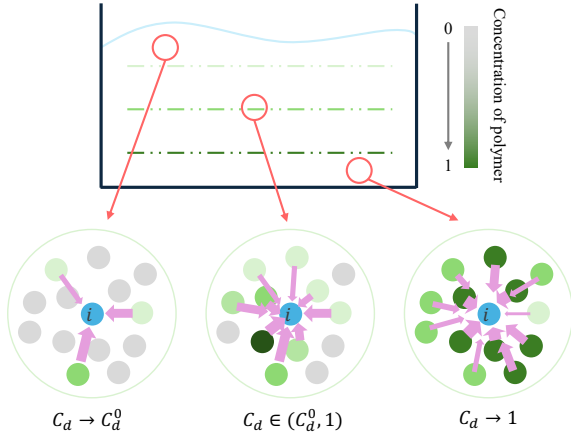 0
Concentration of polymer
1
i
i
i
C_d → C_d^0
C_d ∈ (C_d^0, 1)
C_d → 1